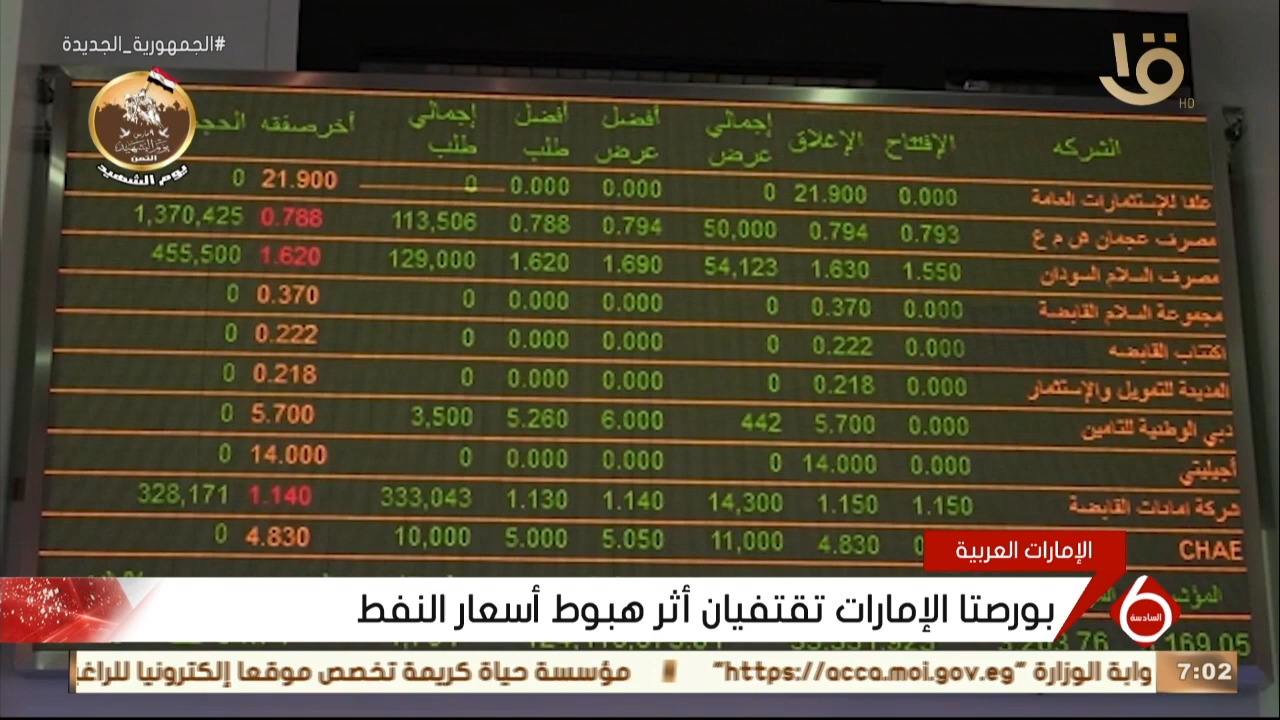 #الجمهورية_الجديدة
يوم الشهيد
HD
الشركه الإفتتاح الإغلاق إجمالي عرض أفضل عرض أفضل طلب إجمالي طلب أخرصفقه الحجم
علفا للإستثمارات العامة 0.000 21.900 0 0.000 0.000 0 21.900 0
مصرف عجمان ش م ع 0.793 0.794 50,000 0.794 0.788 113,506 0.788 1,370,425
مصرف السلام السودان 1.550 1.630 54,123 1.690 1.620 129,000 1.620 455,500
مجموعة السلام القابضة 0.000 0.370 0 0.000 0.000 0 0.370 0
اكتتاب القابضه 0.000 0.222 0 0.000 0.000 0 0.222 0
المدينة للتمويل والإستثمار 0.000 0.218 0 0.000 0.000 0 0.218 0
دبي الوطنية للتامين 0.000 5.700 442 6.000 5.260 3,500 5.700 0
أجيليتي 0.000 14.000 0 0.000 0.000 0 14.000 0
شركة امانات القابضة 1.150 1.150 14,300 1.140 1.130 333,043 1.140 328,171
CHAE 4.830 11,000 5.050 5.000 10,000 4.830 0
الإمارات العربية
السادسة
بورصتا الإمارات تقتفيان أثر هبوط أسعار النفط
7:02
وابة الوزارة "https://acca.moi.gov.eg" مؤسسة حياة كريمة تخصص موقعا إلكترونيا